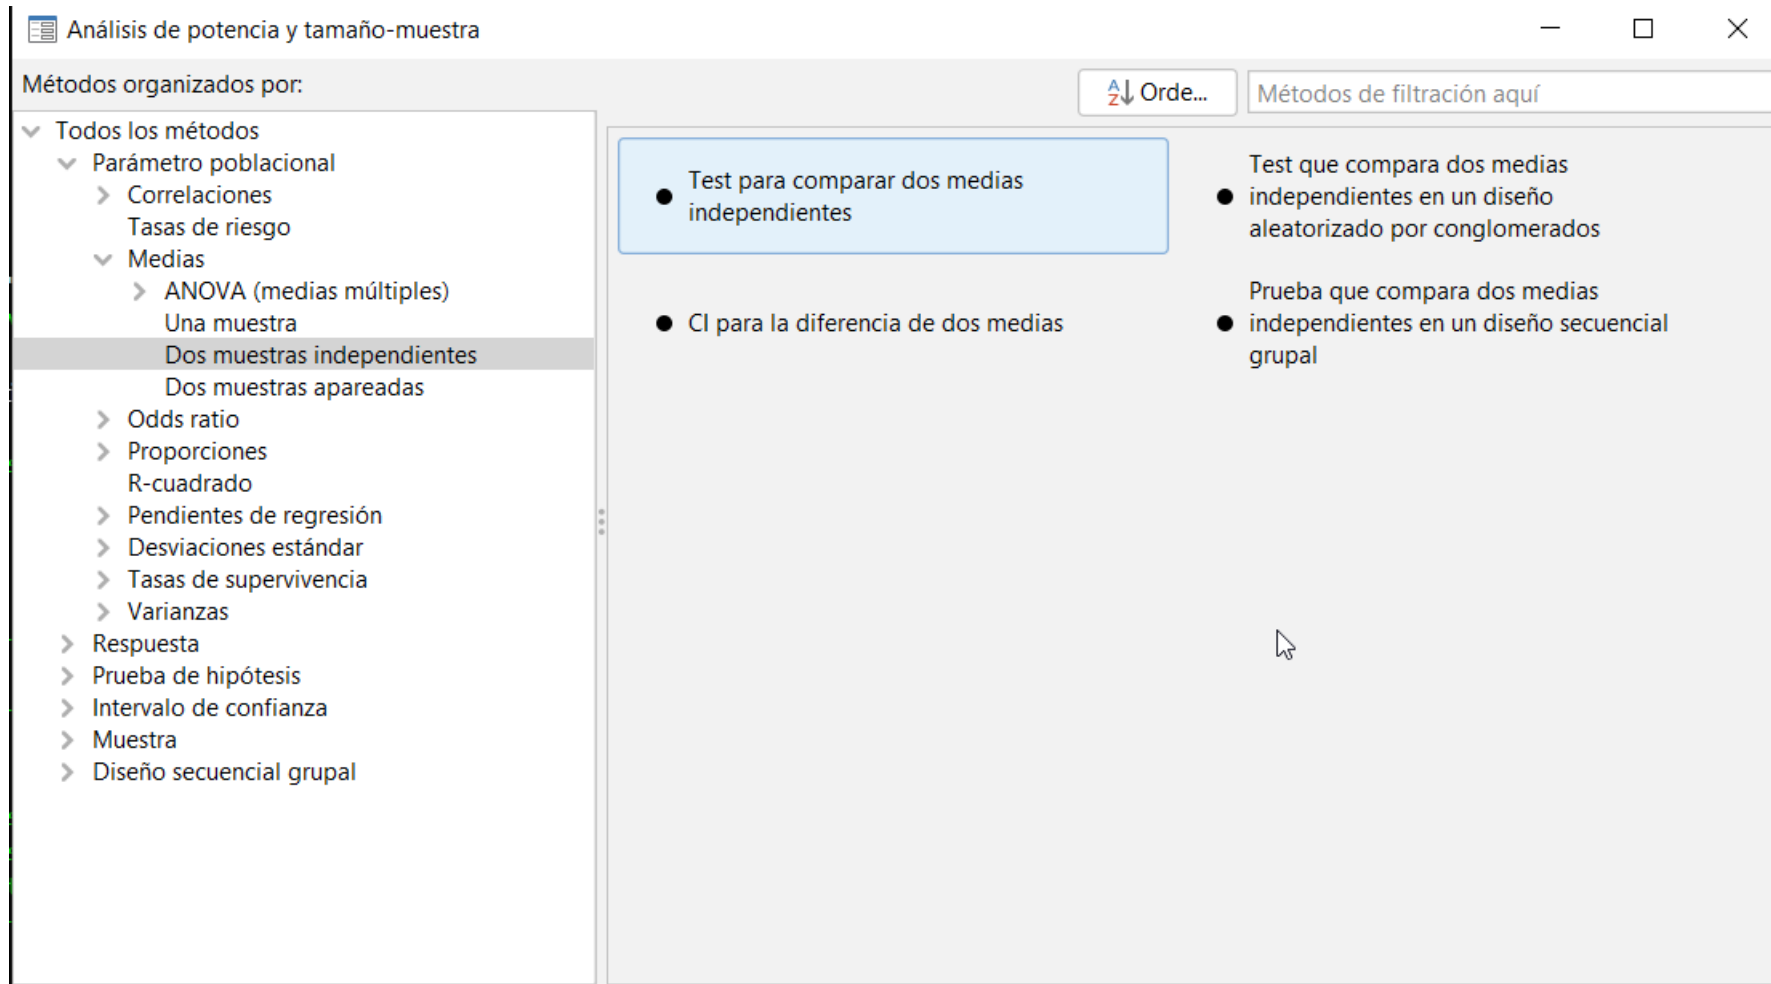 Análisis de potencia y tamaño-muestra
Métodos organizados por:
Orde...
Métodos de filtración aquí
Todos los métodos
Parámetro poblacional
Correlaciones
Tasas de riesgo
Medias
ANOVA (medias múltiples)
Una muestra
Dos muestras independientes
Dos muestras apareadas
Odds ratio
Proporciones
R-cuadrado
Pendientes de regresión
Desviaciones estándar
Tasas de supervivencia
Varianzas
Respuesta
Prueba de hipótesis
Intervalo de confianza
Muestra
Diseño secuencial grupal
Test para comparar dos medias
independientes
Test que compara dos medias
independientes en un diseño
aleatorizado por conglomerados
CI para la diferencia de dos medias
Prueba que compara dos medias
independientes en un diseño secuencial
grupal